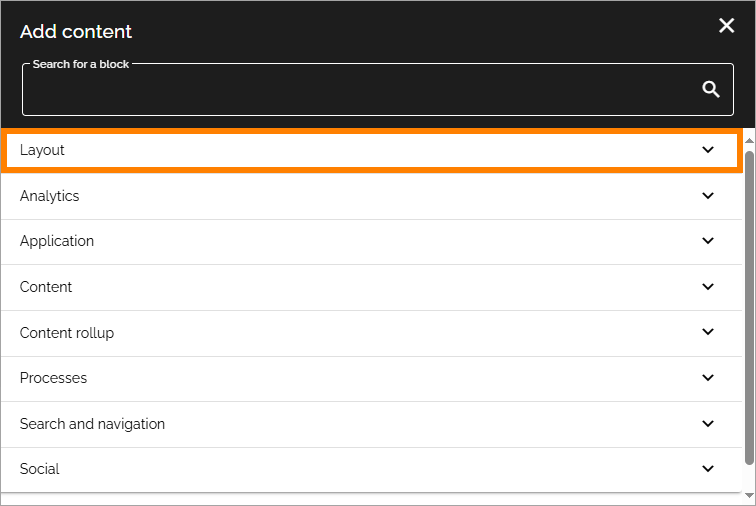 Add content
Search for a block
Layout
Analytics
Application
Content
Content rollup
Processes
Search and navigation
Social